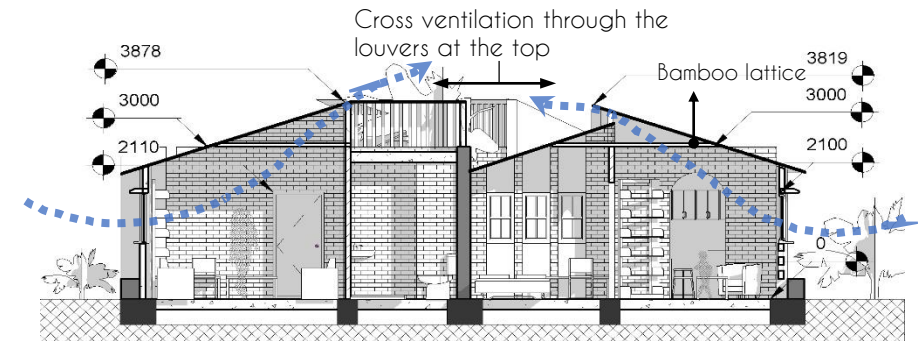 Cross ventilation through the
louvers at the top
3878
3819
Bamboo lattice
3000
3000
2110
2100
0